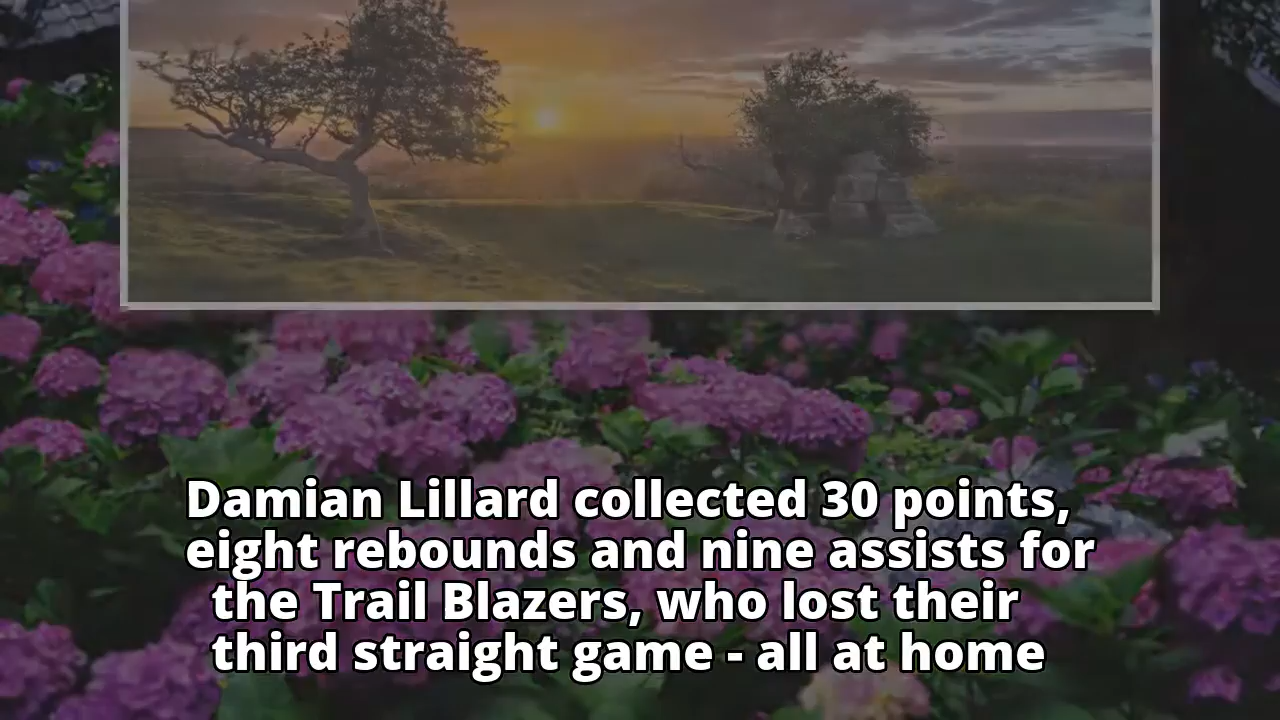 Damian Lillard collected 30 points,
eight rebounds and nine assists for
the Trail Blazers, who lost their
third straight game - all at home